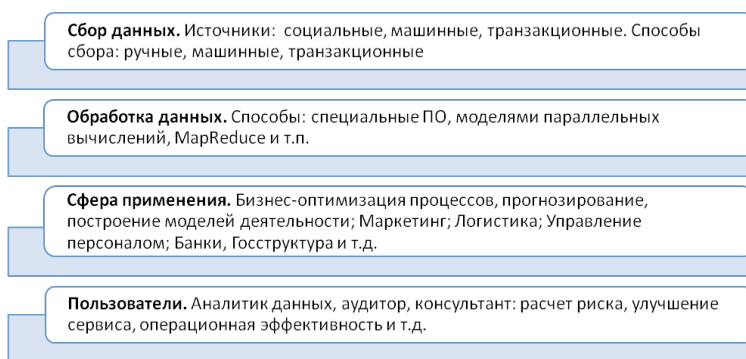 Сбор данных. Источники: социальные, машинные, транзакционные. Способы
сбора: ручные, машинные, транзакционные
Обработка данных. Способы: специальные ПО, моделями параллельных
вычислений, MapReduce и т.п.
Сфера применения. Бизнес-оптимизация процессов, прогнозирование,
построение моделей деятельности; Маркетинг; Логистика; Управление
персоналом; Банки, Госструктура и т.д.
Пользователи. Аналитик данных, аудитор, консультант: расчет риска, улучшение
сервиса, операционная эффективность и т.д.